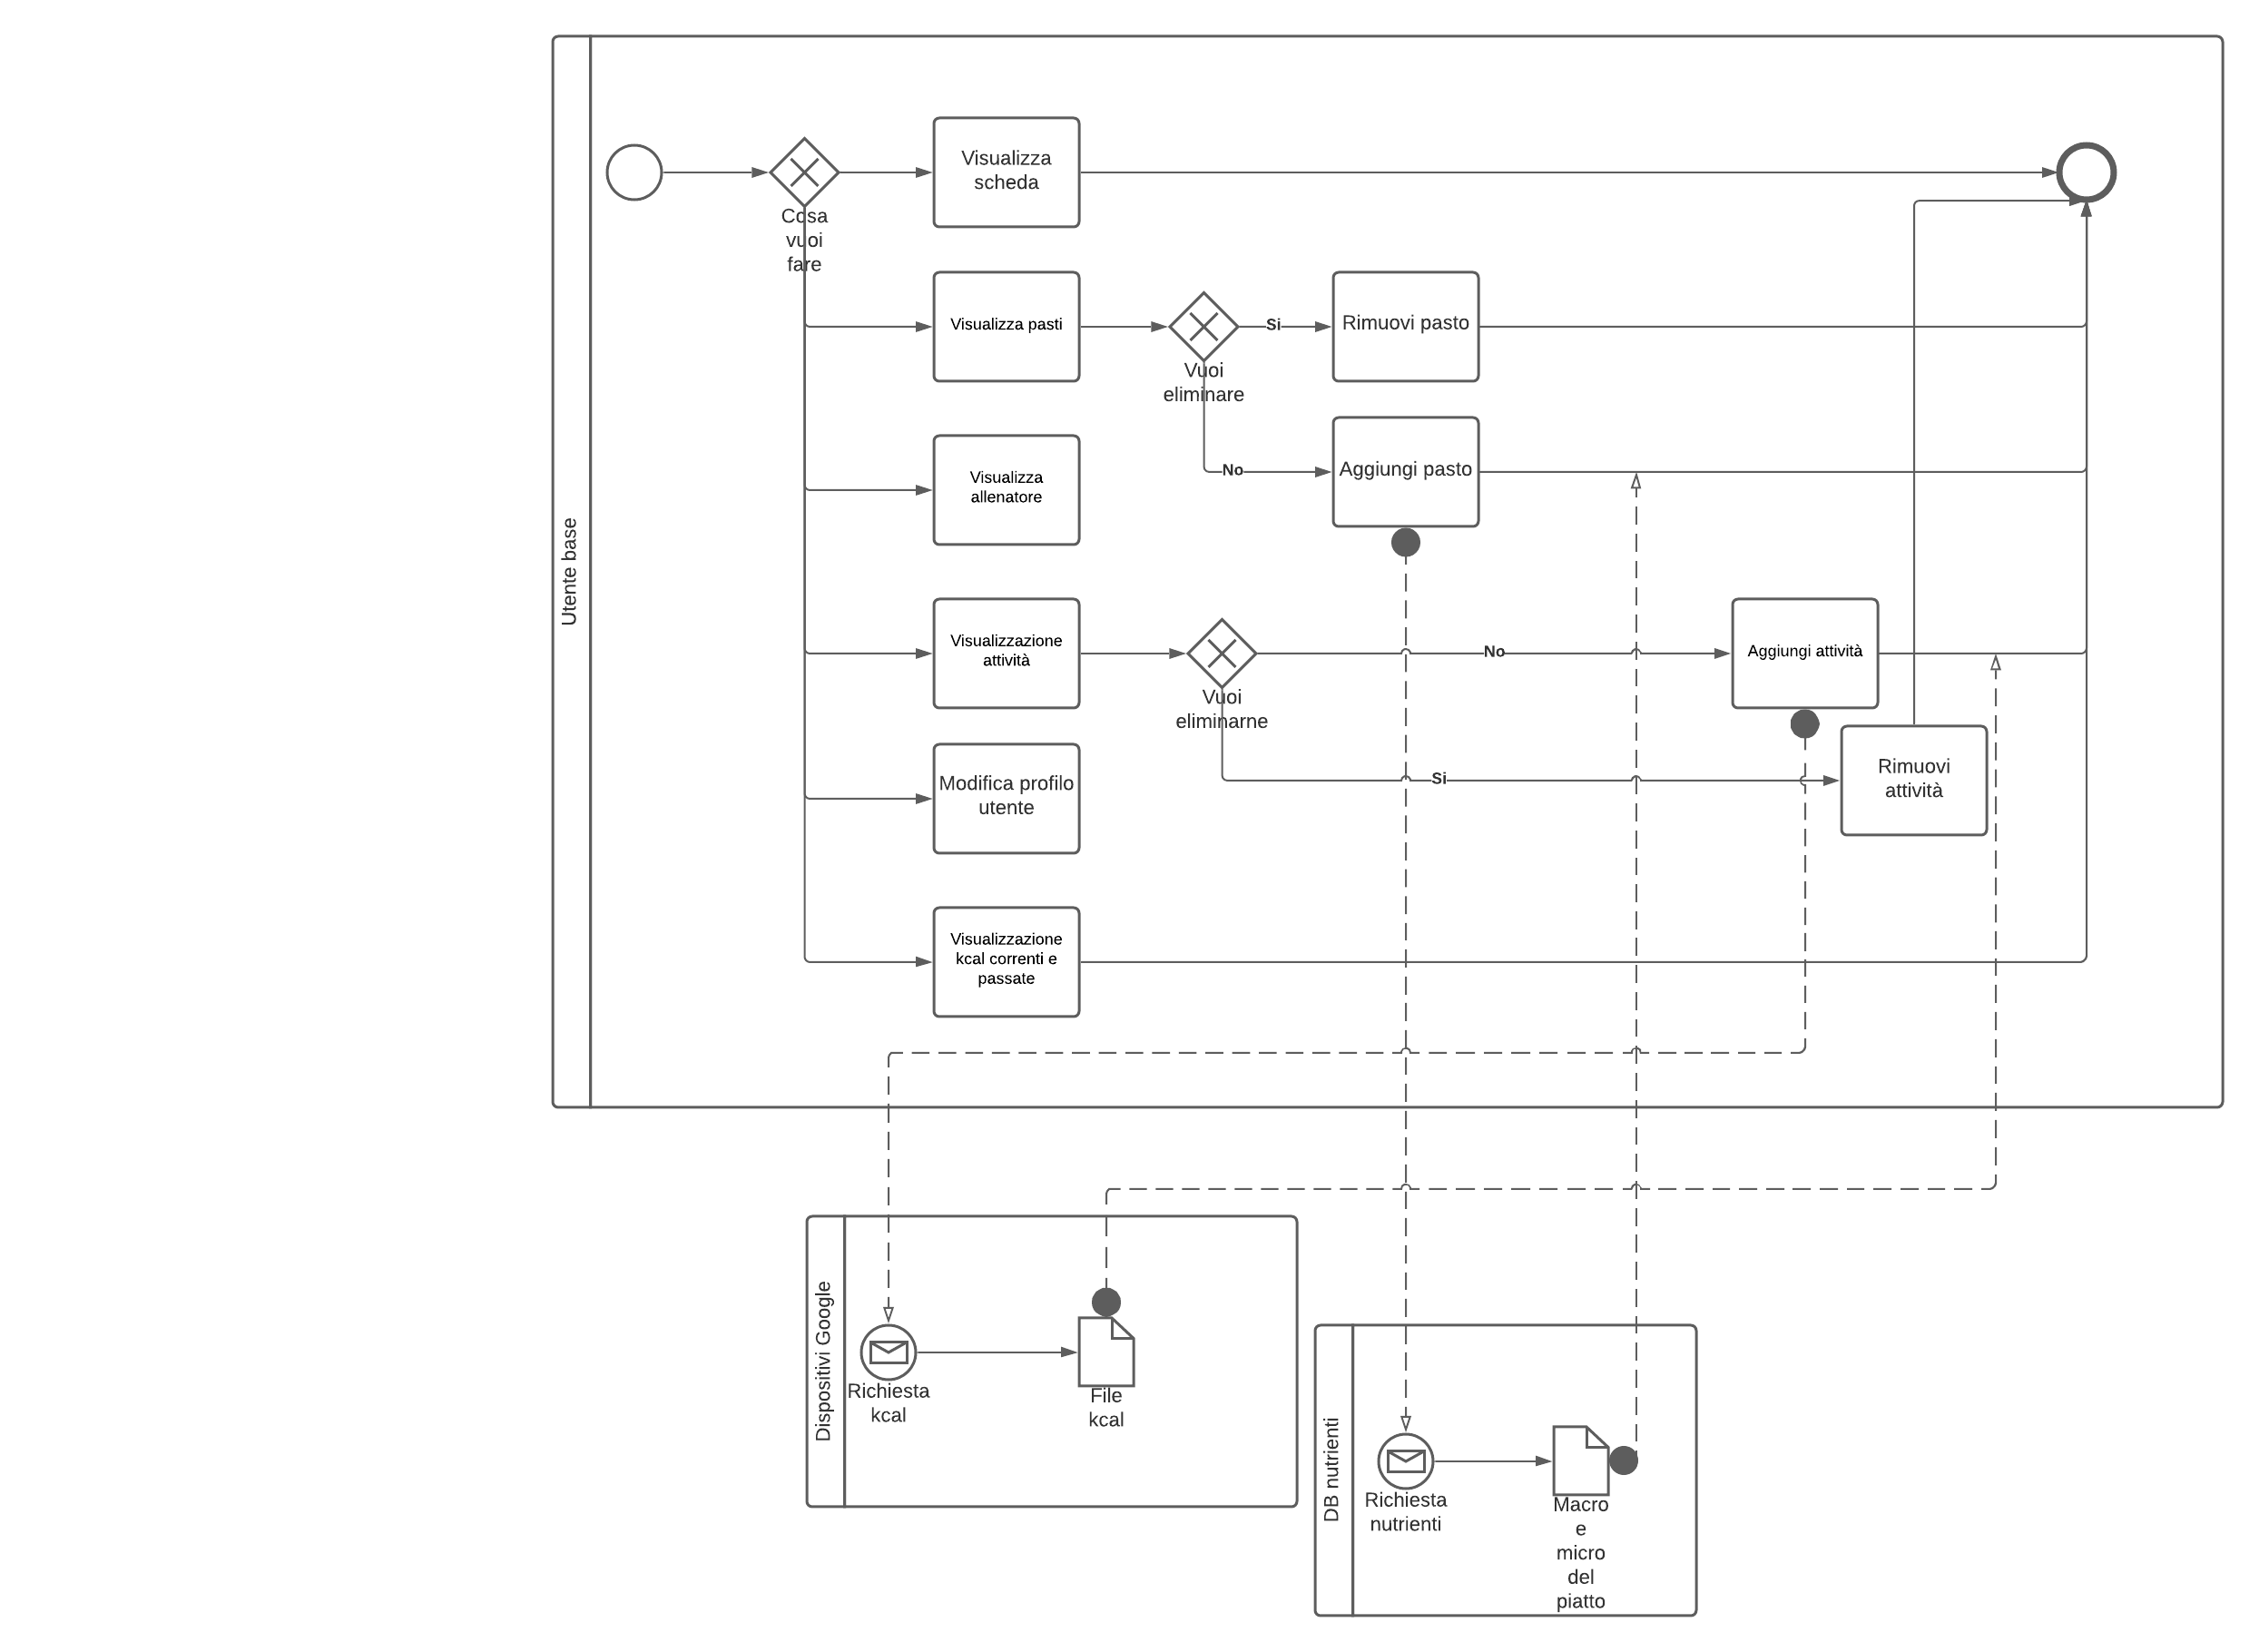 Utente base
Visualizza
scheda
Cosa
vuoi
fare
Visualizza pasti
Si
Rimuovi pasto
Vuoi
eliminare
No
Aggiungi pasto
Visualizza
allenatore
Visualizzazione
attività
No
Aggiungi attività
Vuoi
eliminarne
Si
Rimuovi
attività
Modifica profilo
utente
Visualizzazione
kcal correnti e
passate
Dispositivi Google
Richiesta
kcal
File
kcal
DB nutrienti
Richiesta
nutrienti
Macro
e
micro
del
piatto